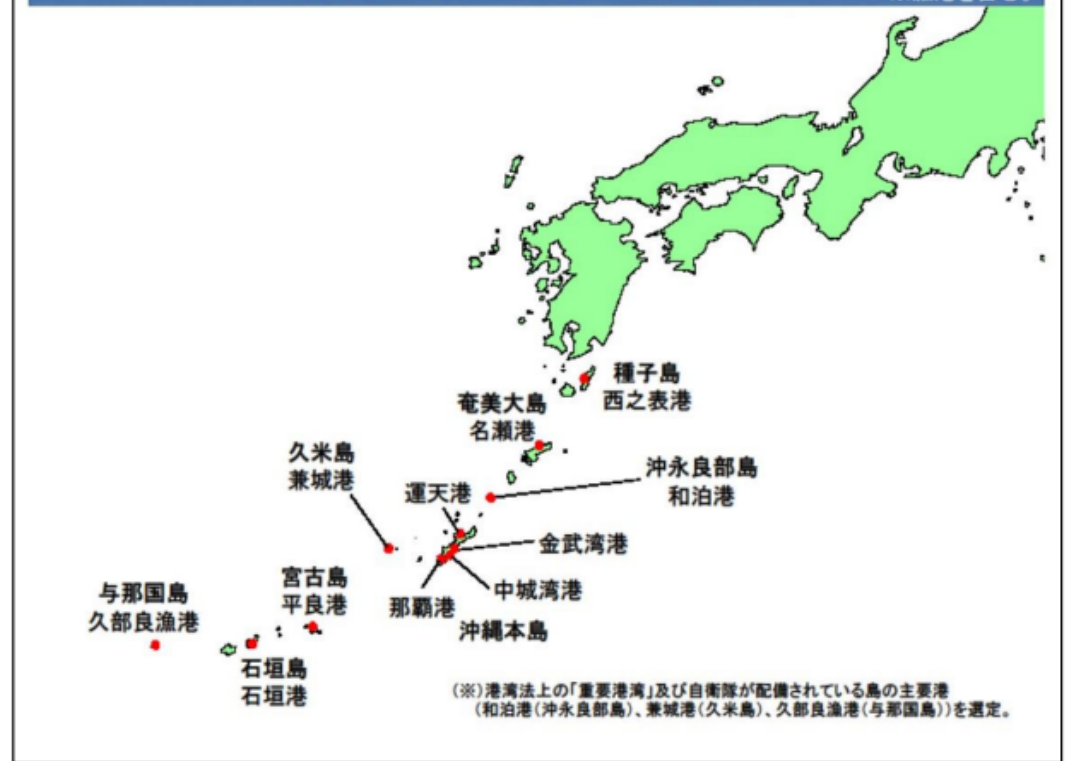 種子島
西之表港
奄美大島
名瀬港
久米島
兼城港
沖永良部島
和泊港
運天港
金武湾港
宮古島
平良港
中城湾港
与那国島
久部良漁港
那覇港
沖縄本島
石垣島
石垣港
(※)港湾法上の「重要港湾」及び自衛隊が配備されている島の主要港
(和泊港(沖永良部島)、兼城港(久米島)、久部良漁港(与那国島))を選定。